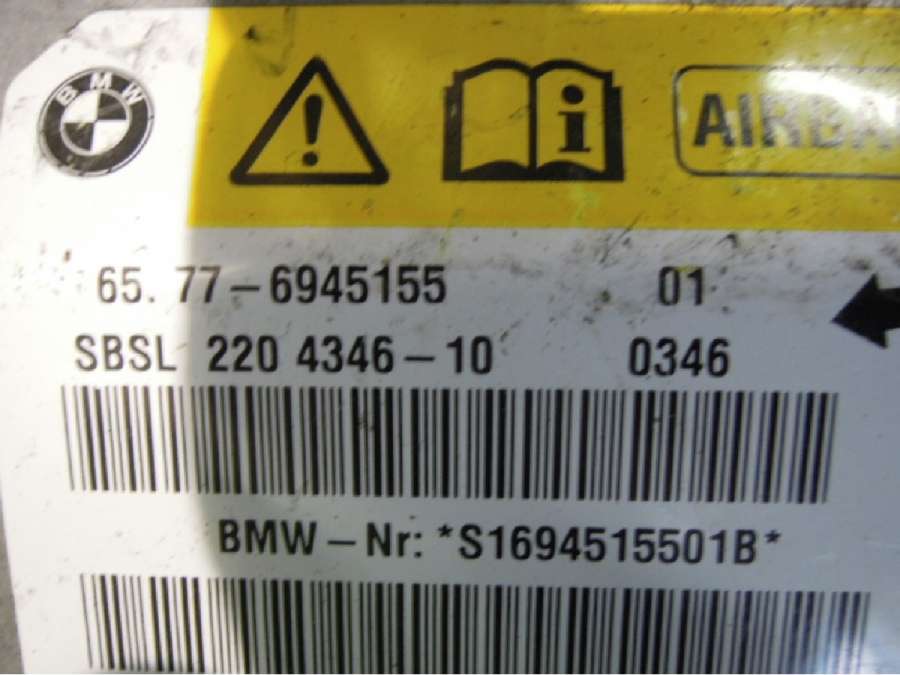 BMW
AIRBA
65. 77-6945155 01
SBSL 220 4346-10 0346
BMW-Nr: *S1694515501B*